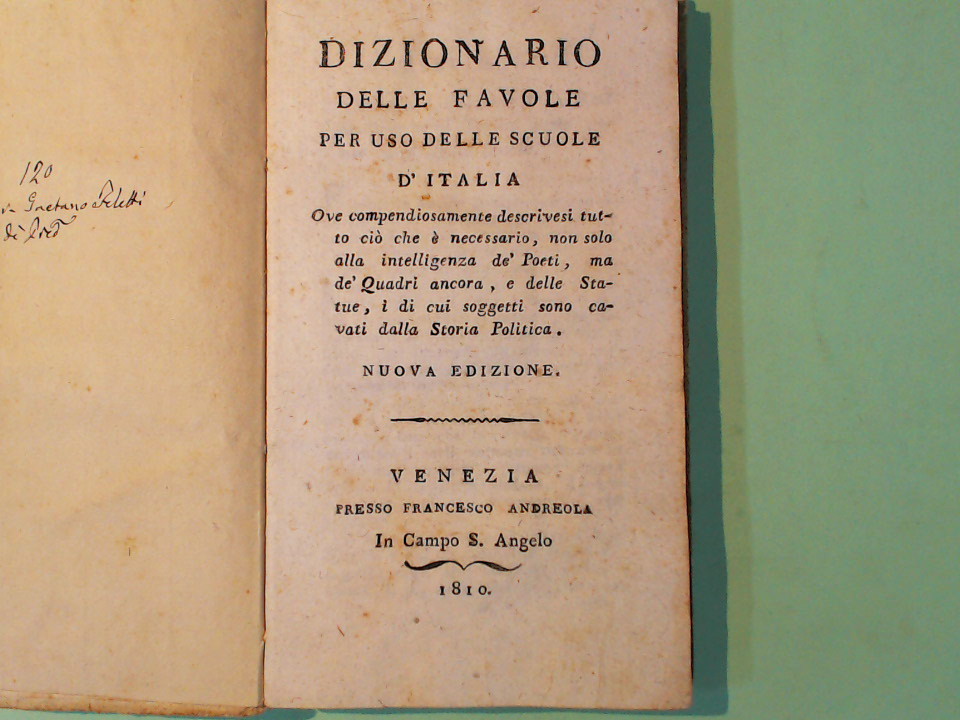 120
Gaetano
di
DIZIONARIO
DELLE FAVOLE
PER USO DELLE SCUOLE
D' ITALIA
Ove compendiosamente descrivesi tut-
to ciò che è necessario, non solo
alla intelligenza de' Poeti, ma
de' Quadri ancora, e delle Sta-
tue, i di cui soggetti sono ca-
vati dalla Storia Politica.
NUOVA EDIZIONE.
VENEZIA
PRESSO FRANCESCO ANDREOLA
In Campo S. Angelo
1810.